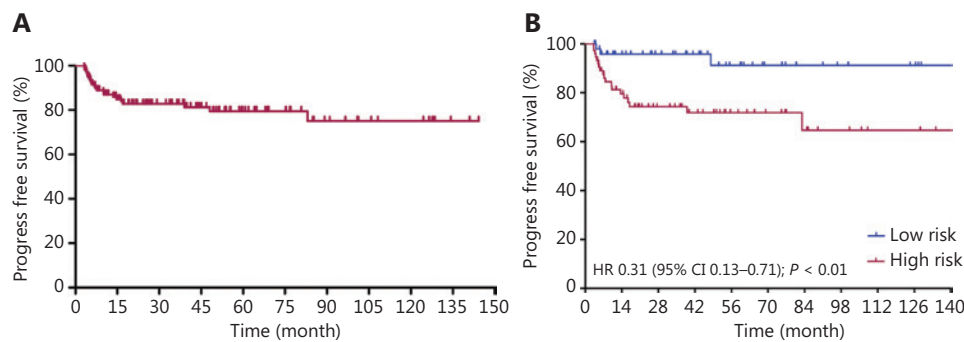 A
Progress free survival (%)
100
80
60
40
20
0
0 15 30 45 60 75 90 105 120 135 150
Time (month)
B
Progress free survival (%)
100
80
60
40
20
0
Low risk
High risk
HR 0.31 (95% CI 0.13–0.71); P < 0.01
0 14 28 42 56 70 84 98 112 126 140
Time (month)